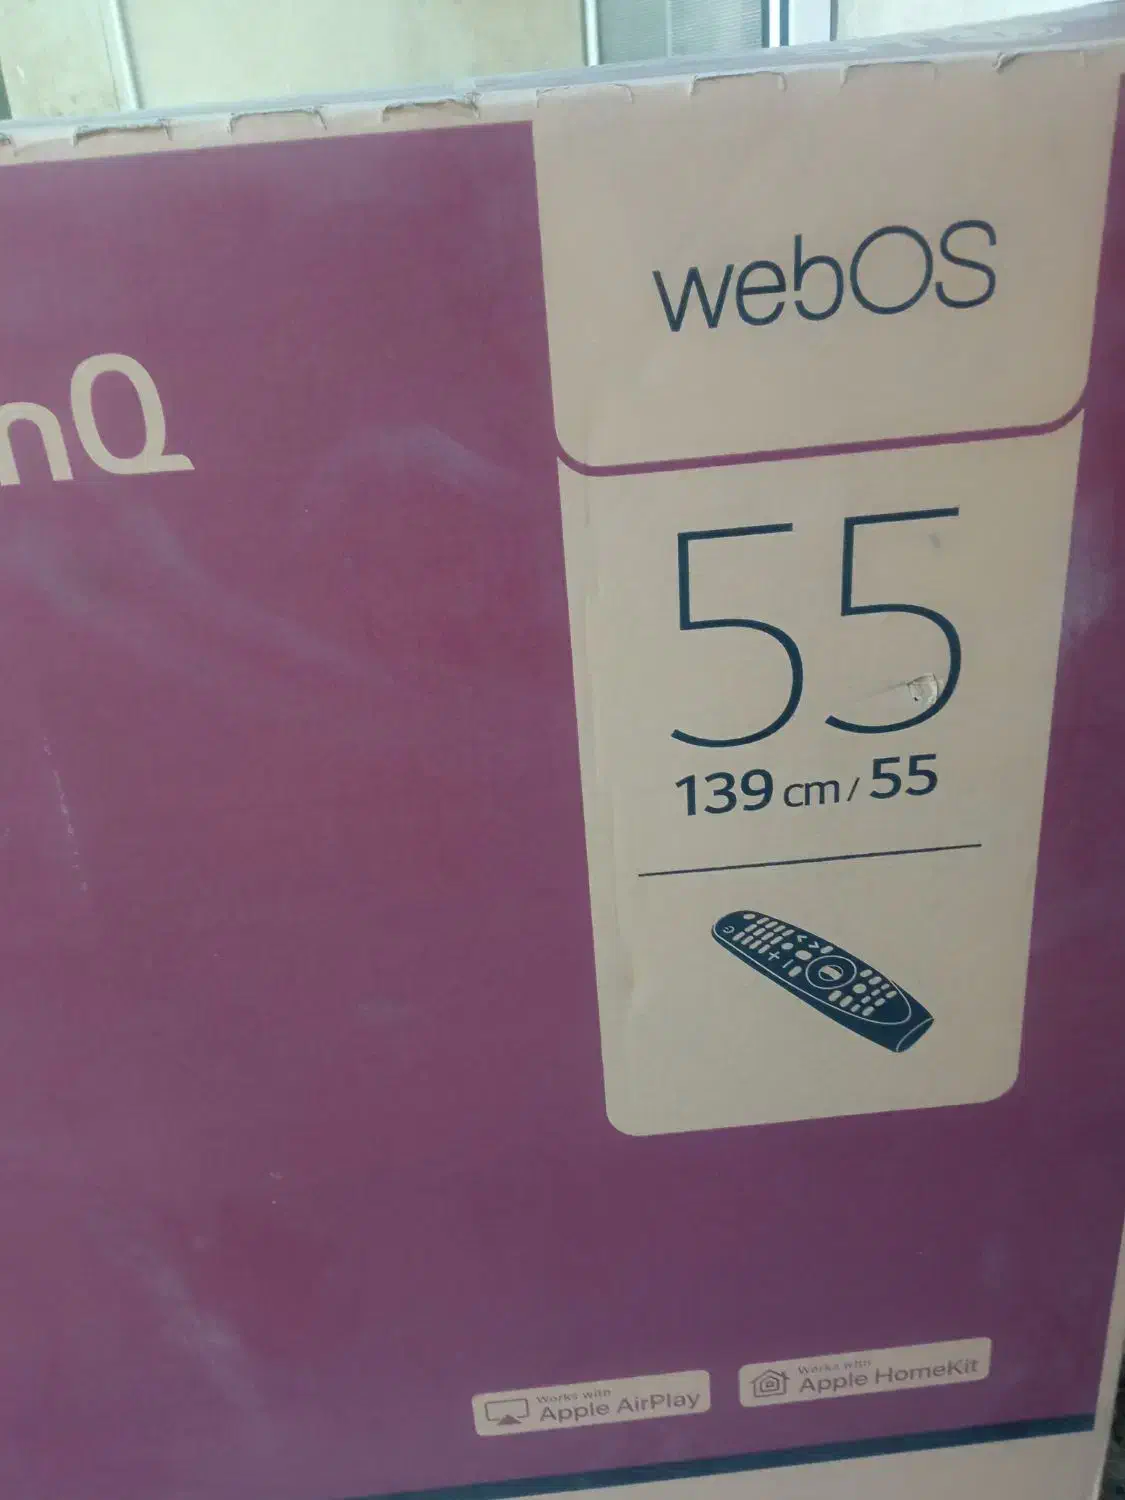 webOS
nQ
55
139 cm / 55
Works with
Apple AirPlay
Works with
Apple HomeKit